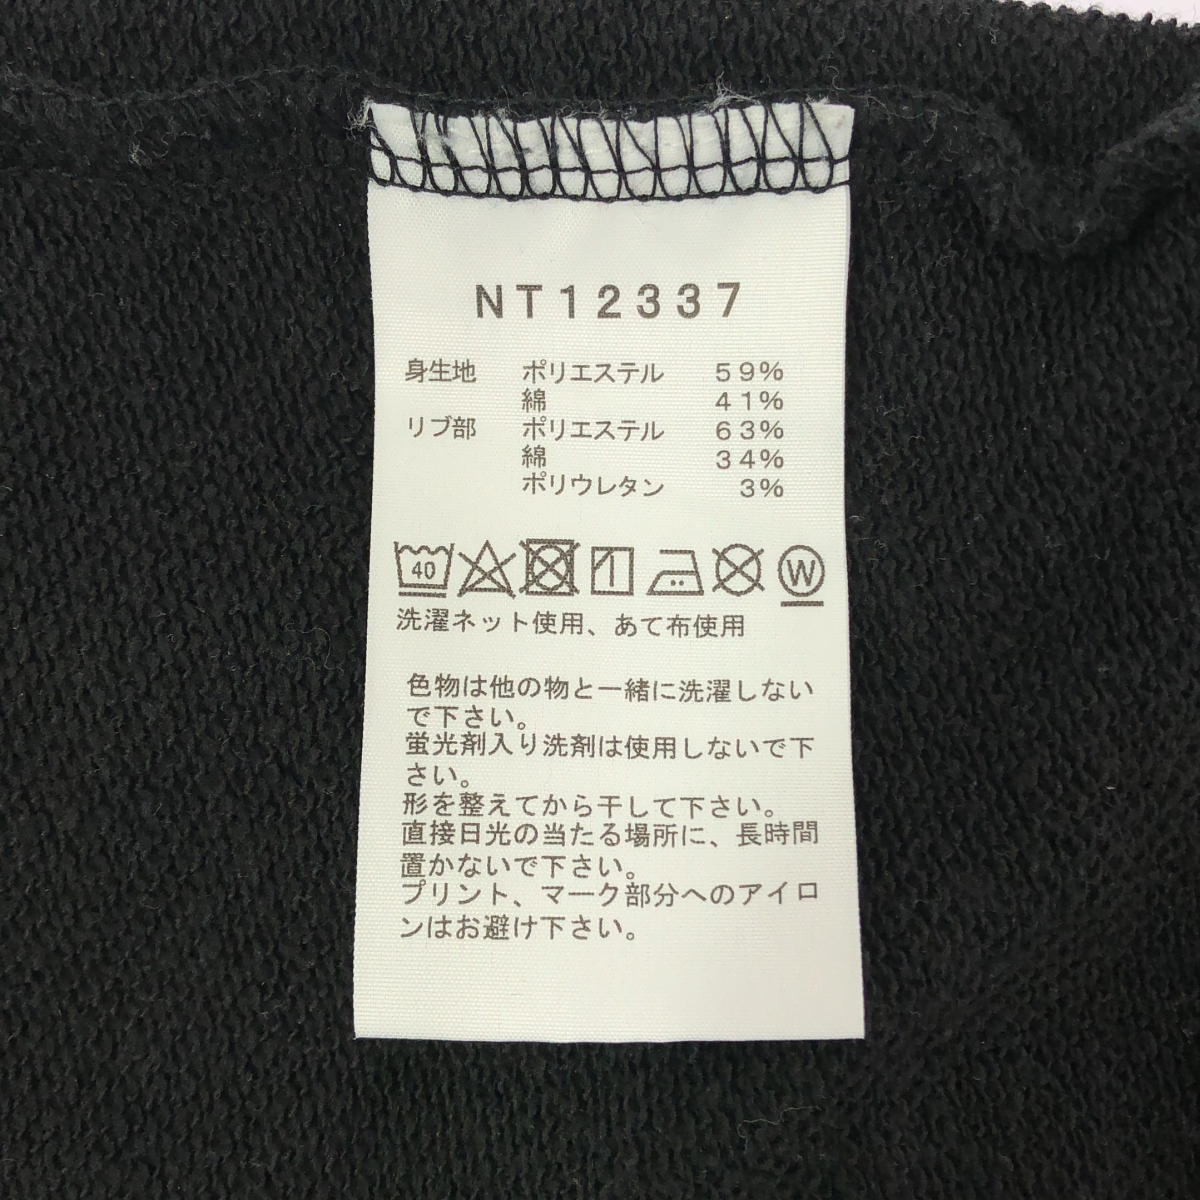 NT12337
身生地 ポリエステル 59%
綿 41%
リブ部 ポリエステル 63%
綿 34%
ポリウレタン 3%
40 W
洗濯ネット使用、あて布使用
色物は他の物と一緒に洗濯しない
で下さい。
蛍光剤入り洗剤は使用しないで下
さい。
形を整えてから干して下さい。
直接日光の当たる場所に、長時間
置かないで下さい。
プリント、マーク部分へのアイロ
ンはお避け下さい。